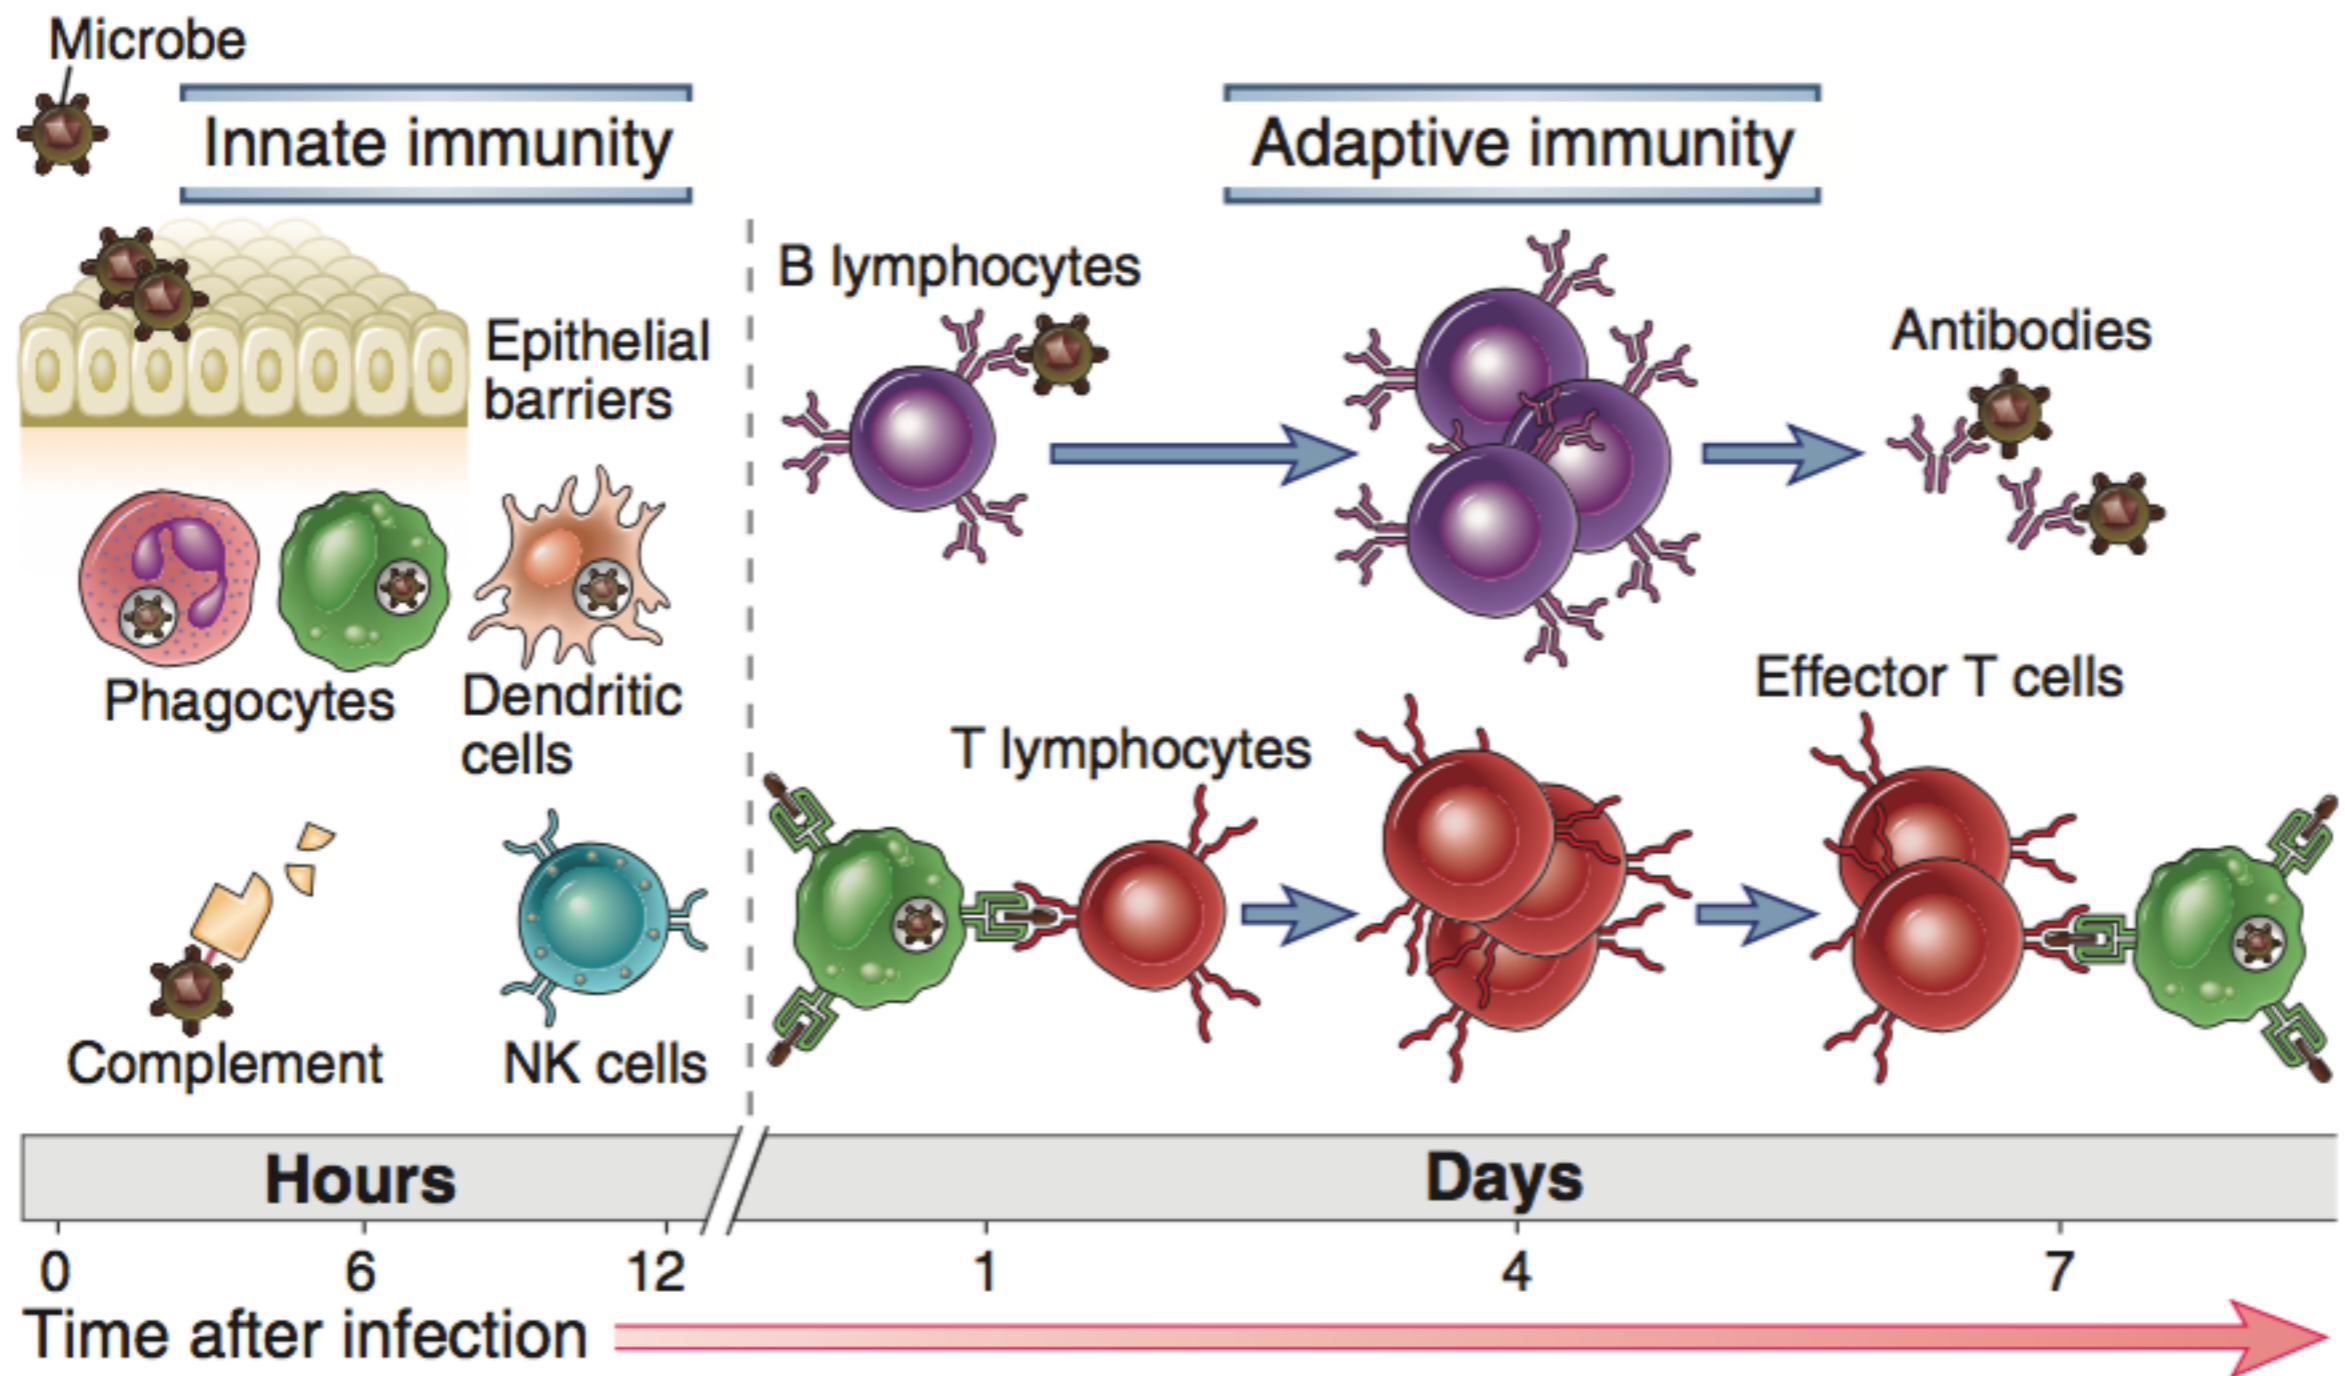 Microbe
Innate immunity
Adaptive immunity
Epithelial
barriers
Phagocytes
Dendritic
cells
Complement
NK cells
B lymphocytes
Antibodies
T lymphocytes
Effector T cells
Hours
Days
0
6
12
1
4
7
Time after infection